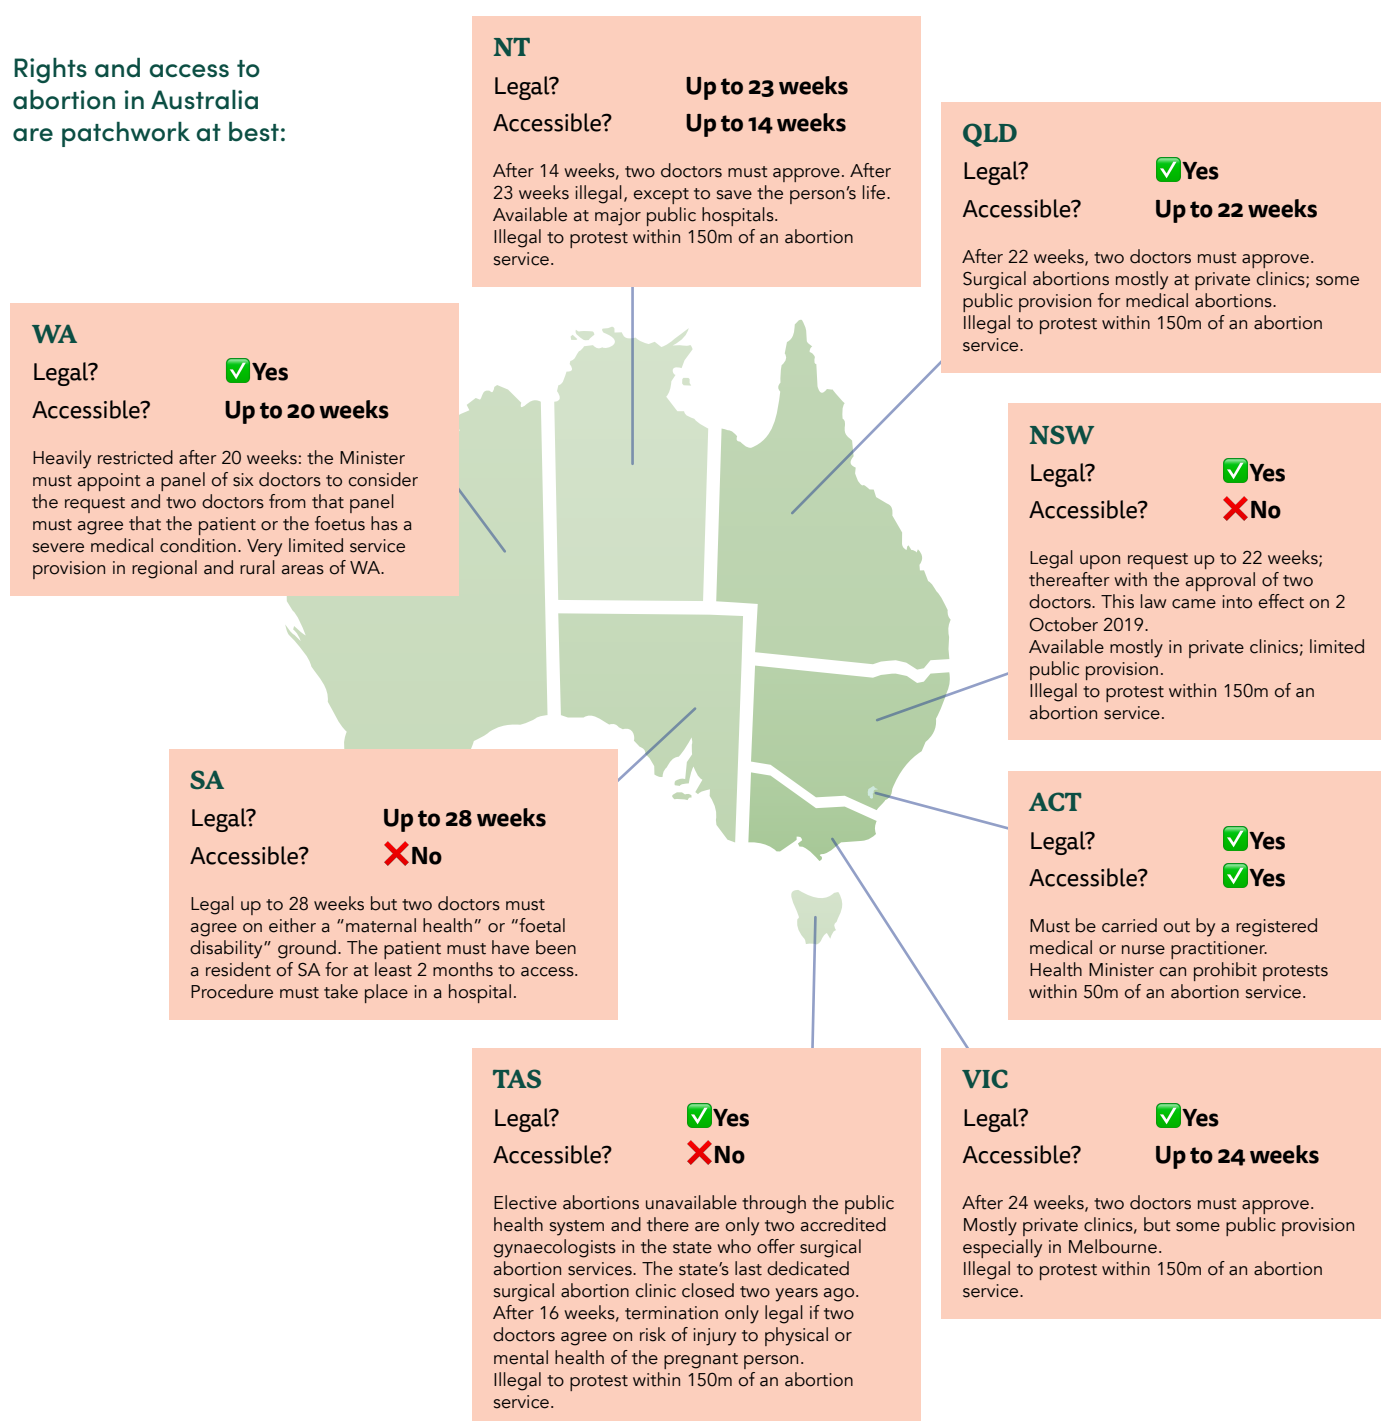 Rights and access to
abortion in Australia
are patchwork at best:
NT
Legal? Up to 23 weeks
Accessible? Up to 14 weeks
After 14 weeks, two doctors must approve. After
23 weeks illegal, except to save the person’s life.
Available at major public hospitals.
Illegal to protest within 150m of an abortion
service.
QLD
Legal? ✅Yes
Accessible? Up to 22 weeks
After 22 weeks, two doctors must approve.
Surgical abortions mostly at private clinics; some
public provision for medical abortions.
Illegal to protest within 150m of an abortion
service.
WA
Legal? ✅Yes
Accessible? Up to 20 weeks
Heavily restricted after 20 weeks: the Minister
must appoint a panel of six doctors to consider
the request and two doctors from that panel
must agree that the patient or the foetus has a
severe medical condition. Very limited service
provision in regional and rural areas of WA.
NSW
Legal? ✅Yes
Accessible? ❌No
Legal upon request up to 22 weeks;
thereafter with the approval of two
doctors. This law came into effect on 2
October 2019.
Available mostly in private clinics; limited
public provision.
Illegal to protest within 150m of an
abortion service.
SA
Legal? Up to 28 weeks
Accessible? ❌No
Legal up to 28 weeks but two doctors must
agree on either a “maternal health” or “foetal
disability” ground. The patient must have been
a resident of SA for at least 2 months to access.
Procedure must take place in a hospital.
ACT
Legal? ✅Yes
Accessible? ✅Yes
Must be carried out by a registered
medical or nurse practitioner.
Health Minister can prohibit protests
within 50m of an abortion service.
TAS
Legal? ✅Yes
Accessible? ❌No
Elective abortions unavailable through the public
health system and there are only two accredited
gynaecologists in the state who offer surgical
abortion services. The state’s last dedicated
surgical abortion clinic closed two years ago.
After 16 weeks, termination only legal if two
doctors agree on risk of injury to physical or
mental health of the pregnant person.
Illegal to protest within 150m of an abortion
service.
VIC
Legal? ✅Yes
Accessible? Up to 24 weeks
After 24 weeks, two doctors must approve.
Mostly private clinics, but some public provision
especially in Melbourne.
Illegal to protest within 150m of an abortion
service.